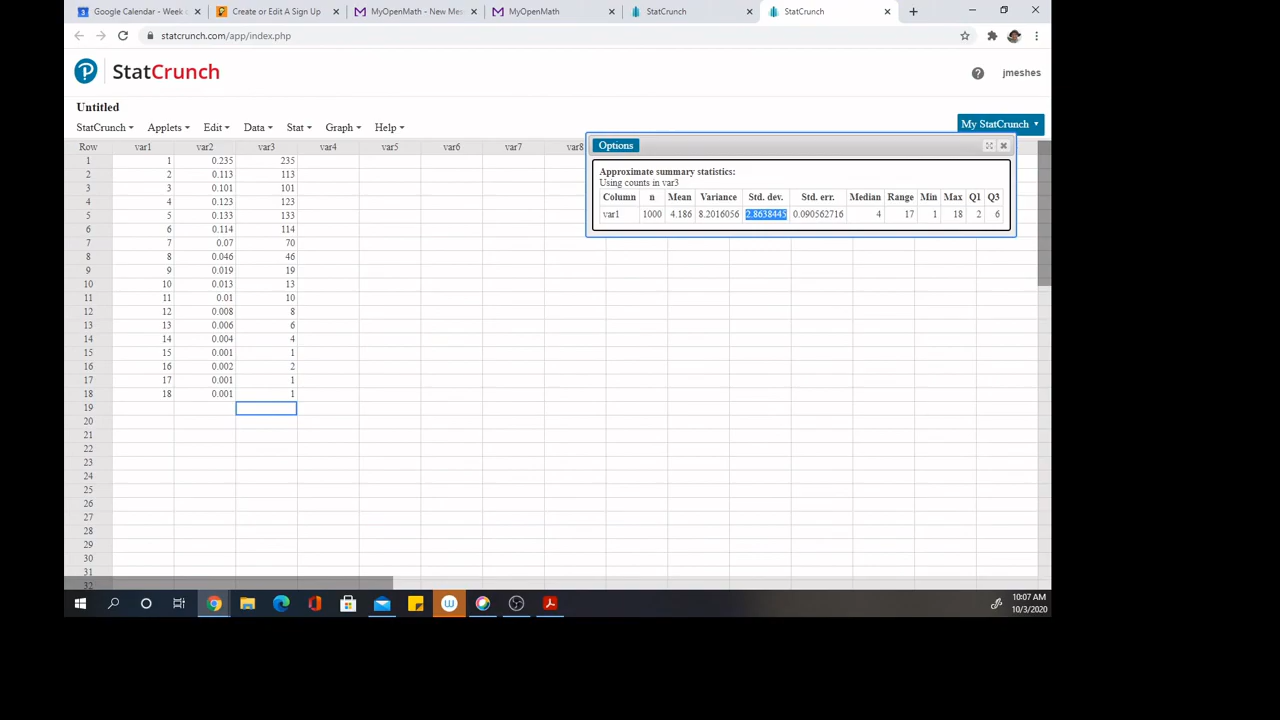 Google Calendar - Week
Create or Edit A Sign Up
MyOpenMath - New Mes
MyOpenMath
StatCrunch
StatCrunch
statcrunch.com/app/index.php
P StatCrunch
jmeshes
Untitled
StatCrunch Applets Edit Data Stat Graph Help
My StatCrunch
Row var1 var2 var3 var4 var5 var6 var7 var8
1 1 0.235 235
2 2 0.113 113
3 3 0.101 101
4 4 0.123 123
5 5 0.133 133
6 6 0.114 114
7 7 0.07 70
8 8 0.046 46
9 9 0.019 19
10 10 0.013 13
11 11 0.01 10
12 12 0.008 8
13 13 0.006 6
14 14 0.004 4
15 15 0.001 1
16 16 0.002 2
17 17 0.001 1
18 18 0.001 1
19
20
21
22
23
24
25
26
27
28
29
30
31
32
Options
Approximate summary statistics:
Using counts in var3
Column n Mean Variance Std. dev. Std. err. Median Range Min Max Q1 Q3
var1 1000 4.186 8.2016056 2.8638445 0.090562716 4 17 1 18 2 6
10:07 AM
10/3/2020